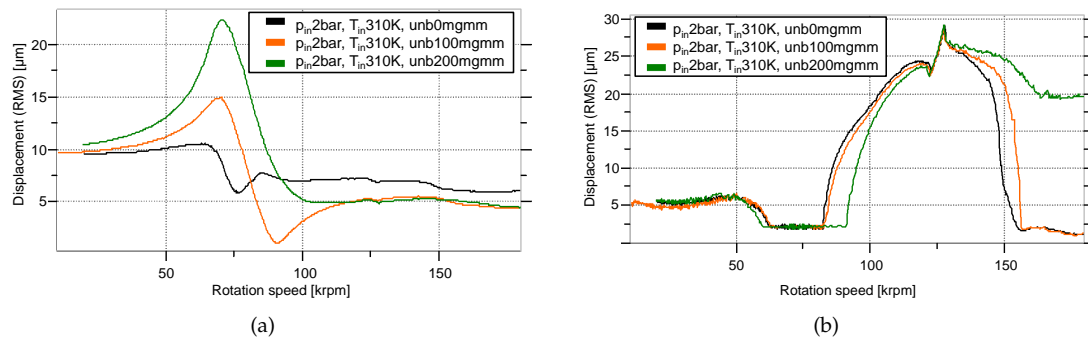 (a)
p_in2bar, T_in310K, unb0mgmm
p_in2bar, T_in310K, unb100mgmm
p_in2bar, T_in310K, unb200mgmm
Displacement (RMS) [µm]
20
15
10
5
50 100 150
Rotation speed [krpm]
(a)
(b)
p_in2bar, T_in310K, unb0mgmm
p_in2bar, T_in310K, unb100mgmm
p_in2bar, T_in310K, unb200mgmm
Displacement (RMS) [µm]
30
25
20
15
10
5
50 100 150
Rotation speed [krpm]
(b)